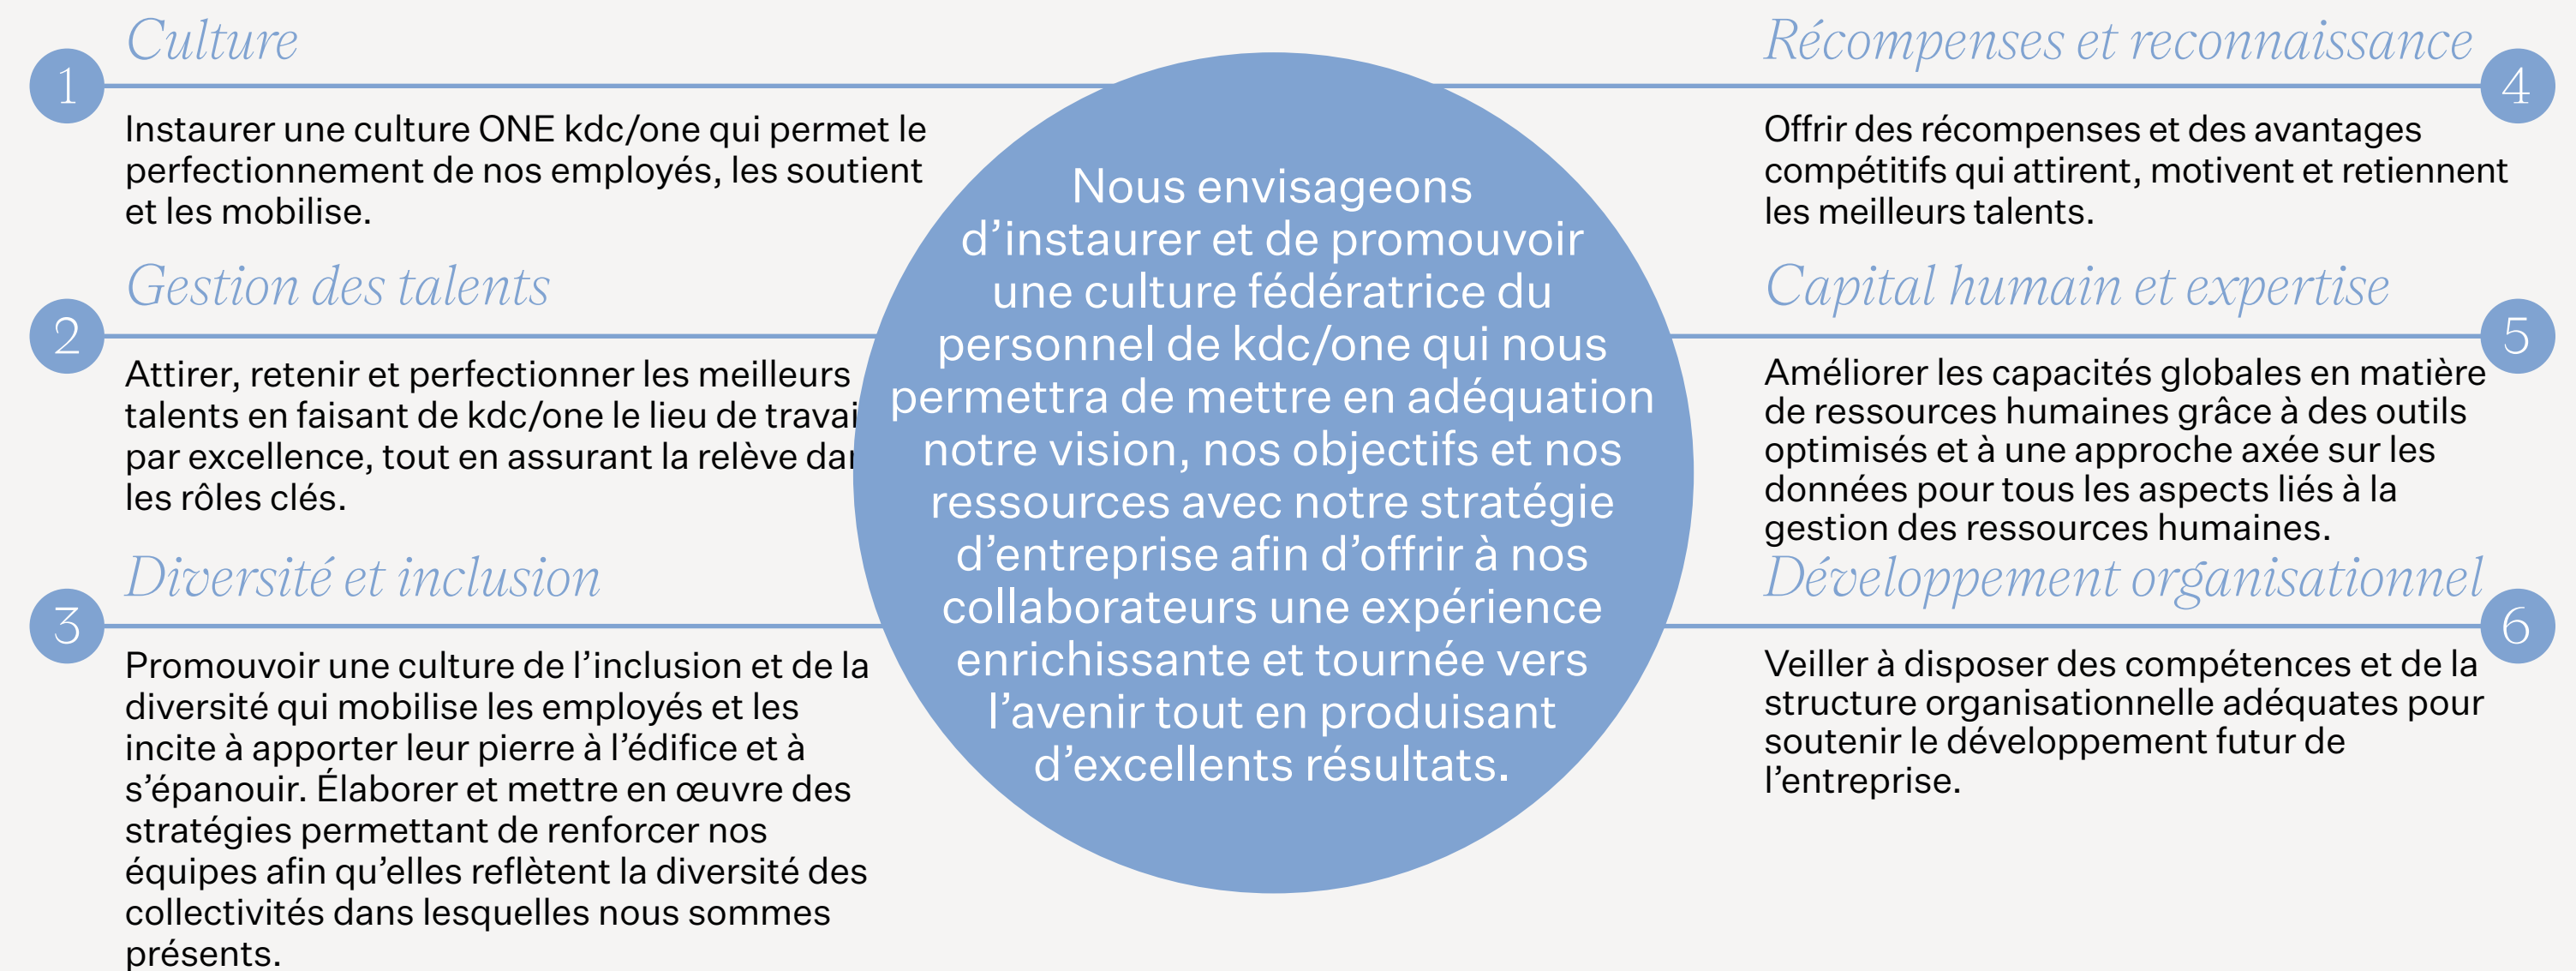 1
Culture
Instaurer une culture ONE kdc/one qui permet le
perfectionnement de nos employés, les soutient
et les mobilise.
2
Gestion des talents
Attirer, retenir et perfectionner les meilleurs
talents en faisant de kdc/one le lieu de
par excellence, tout en assurant la relève
les rôles clés.
3
Diversité et inclusion
Promouvoir une culture de l’inclusion et de la
diversité qui mobilise les employés et les
incite à apporter leur pierre à l’édifice et à
s’épanouir. Élaborer et mettre en œuvre des
stratégies permettant de renforcer nos
équipes afin qu’elles reflètent la diversité des
collectivités dans lesquelles nous sommes
présents.
Nous envisageons
d’instaurer et de promouvoir
une culture fédératrice du
personnel de kdc/one qui nous
permettra de mettre en adéquation
notre vision, nos objectifs et nos
ressources avec notre stratégie
d’entreprise afin d’offrir à nos
collaborateurs une expérience
enrichissante et tournée vers
l’avenir tout en produisant
d’excellents résultats.
Récompenses et reconnaissance
4
Offrir des récompenses et des avantages
compétitifs qui attirent, motivent et retiennent
les meilleurs talents.
Capital humain et expertise
5
Améliorer les capacités globales en matière
de ressources humaines grâce à des outils
optimisés et à une approche axée sur les
données pour tous les aspects liés à la
gestion des ressources humaines.
Développement organisationnel
6
Veiller à disposer des compétences et de la
structure organisationnelle adéquates pour
soutenir le développement futur de
l’entreprise.